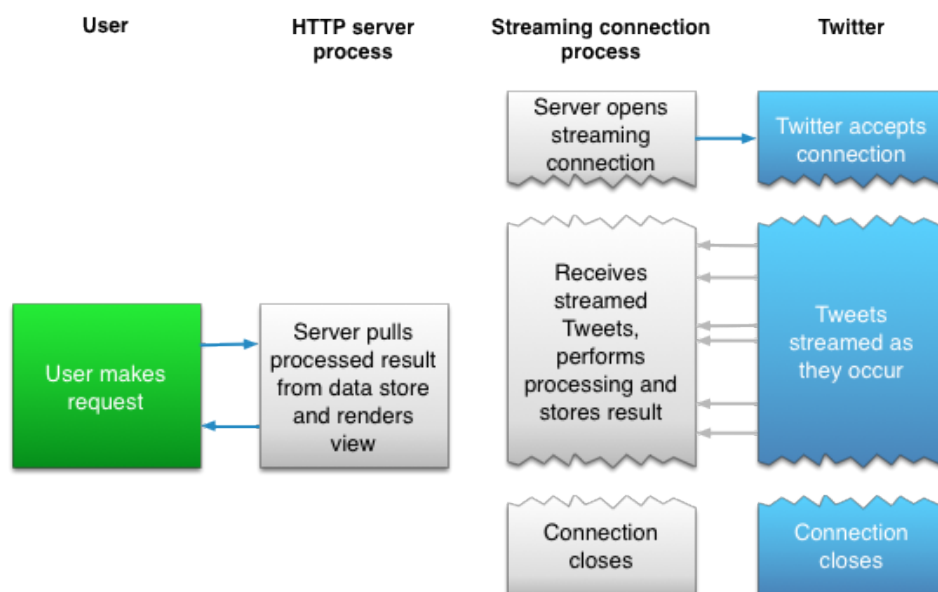 User
HTTP server
process
Streaming connection
process
Twitter
Server opens
streaming
connection
Twitter accepts
connection
User makes
request
Server pulls
processed result
from data store
and renders
view
Receives
streamed
Tweets,
performs
processing and
stores result
Tweets
streamed as
they occur
Connection
closes
Connection
closes